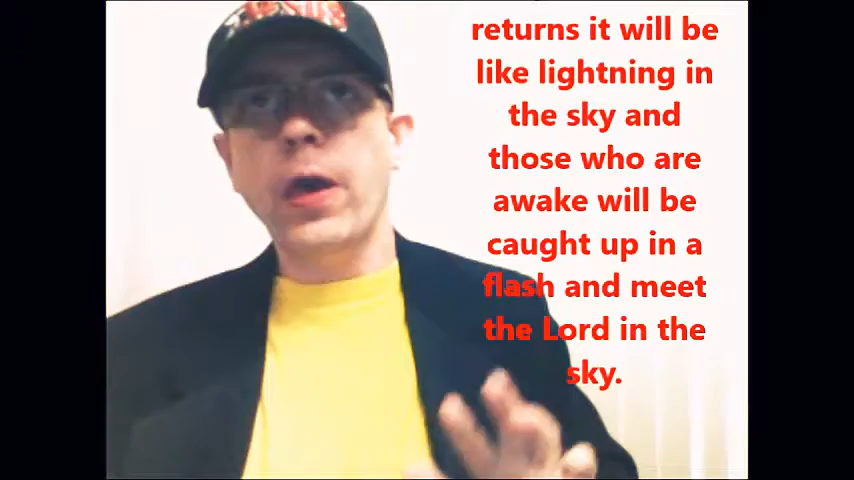 returns it will be
like lightning in
the sky and
those who are
awake will be
caught up in a
flash and meet
the Lord in the
sky.